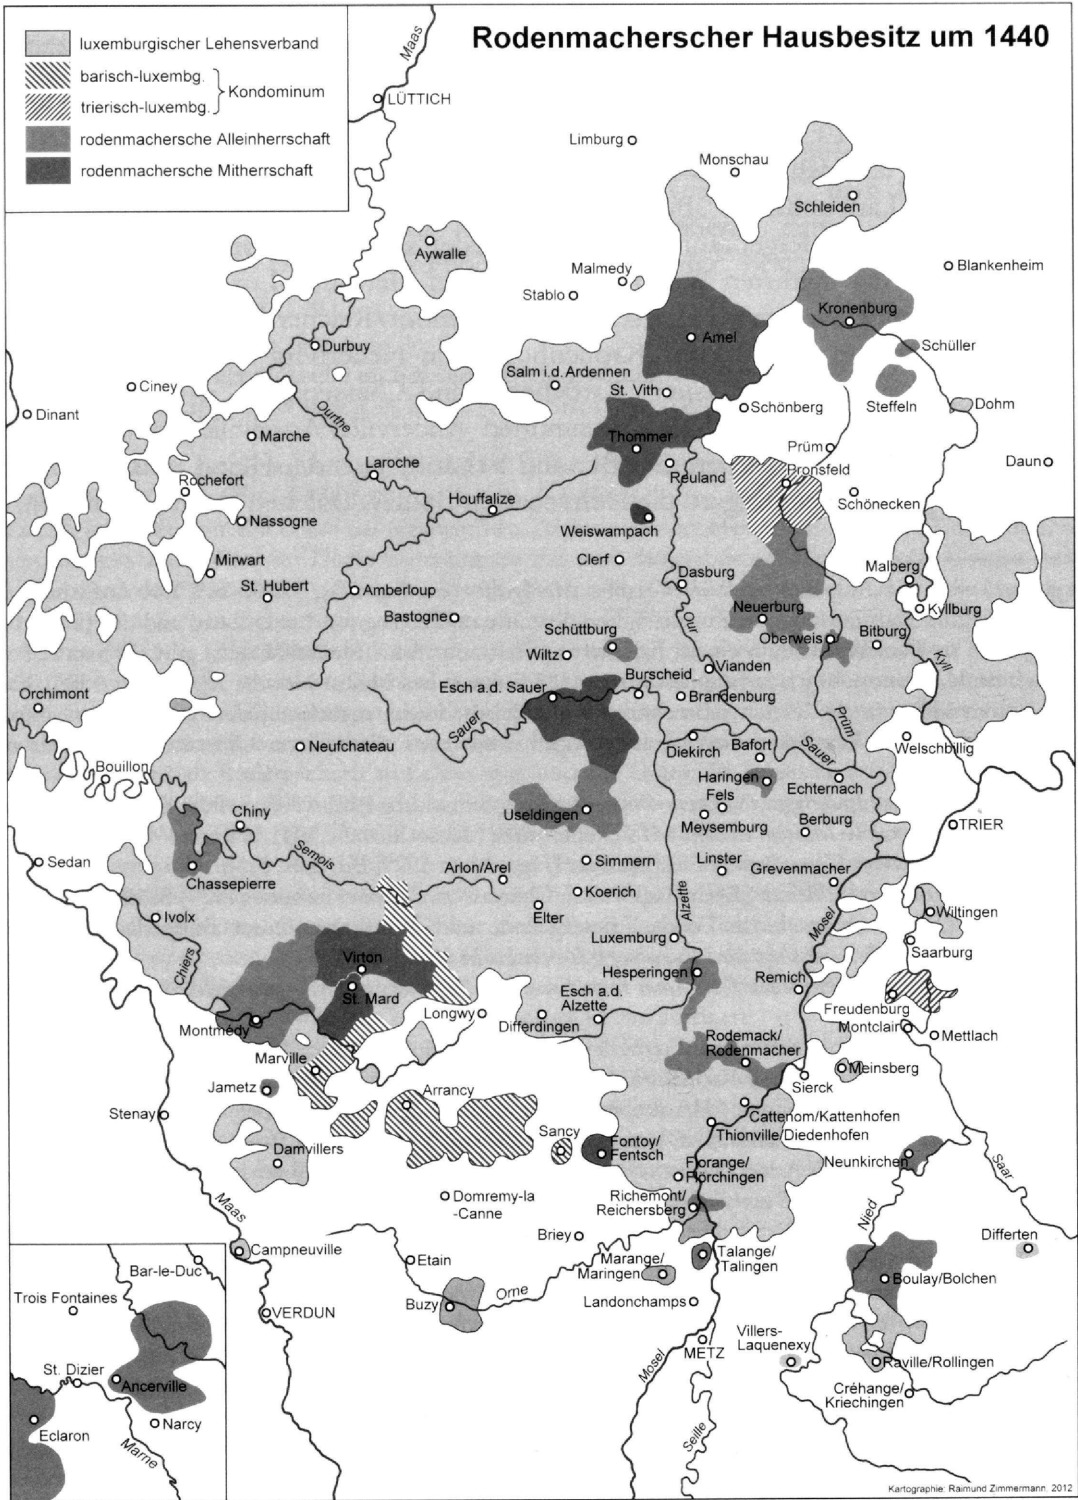 Rodenmacherscher Hausbesitz um 1440
luxemburgischer Lehensverband
barisch-luxembg.
trierisch-luxembg.
Kondominum
rodenmachersche Alleinherrschaft
rodenmachersche Mitherrschaft
Maas
LÜTTICH
Limburg
Monschau
Schleiden
Aywalle
Malmedy
Stablo
Blankenheim
Kronenburg
Amel
Schüller
Durbuy
Ciney
Salm i.d. Ardennen
St. Vith
Steffeln
Dohm
Dinant
Ourthe
Schönberg
Marche
Thommer
Prüm
Laroche
Reuland
Bronsfeld
Daun
Rochefort
Houffalize
Schönecken
Nassogne
Weiswampach
Mirwart
Clerf
Malberg
St. Hubert
Amberloup
Dasburg
Kyllburg
Bastogne
Neuerburg
Our
Schüttburg
Oberweis
Bitburg
Wiltz
Kyll
Burscheid
Vianden
Orchimont
Esch a.d. Sauer
Brandenburg
Sauer
Prüm
Neufchateau
Diekirch
Bafort
Sauer
Welschbillig
Bouillon
Haringen
Echternach
Chiny
Useldingen
Fels
Meysemburg
Berburg
TRIER
Semois
Sedan
Chassepierre
Arlon/Arel
Simmern
Linster
Grevenmacher
Koerich
Elter
Alzette
Ivolx
Wiltingen
Mosel
Luxemburg
Saarburg
Chiers
Virton
Hesperingen
Remich
St. Mard
Esch a.d.
Alzette
Freudenburg
Montmédy
Longwy
Differdingen
Montclair
Mettlach
Marville
Rodemack/
Rodenmacher
Jametz
Arrancy
Sierck
Meinsberg
Stenay
Cattenom/Kattenhofen
Sancy
Thionville/Diedenhofen
Damvillers
Fontoy/
Fentsch
Neunkirchen
Florange/
Flörchingen
Saar
Maas
Domremy-la
-Canne
Richemont/
Reichersberg
Nied
Briey
Differten
Campneuville
Etain
Marange/
Maringen
Talange/
Talingen
Boulay/Bolchen
Bar-le-Duc
Orne
Trois Fontaines
VERDUN
Buzy
Landonchamps
METZ
Villers-
Laquenexy
Raville/Rollingen
St. Dizier
Ancerville
Mosel
Créhange/
Kriechingen
Eclaron
Narcy
Marne
Seille
Kartographie: Raimund Zimmermann, 2012